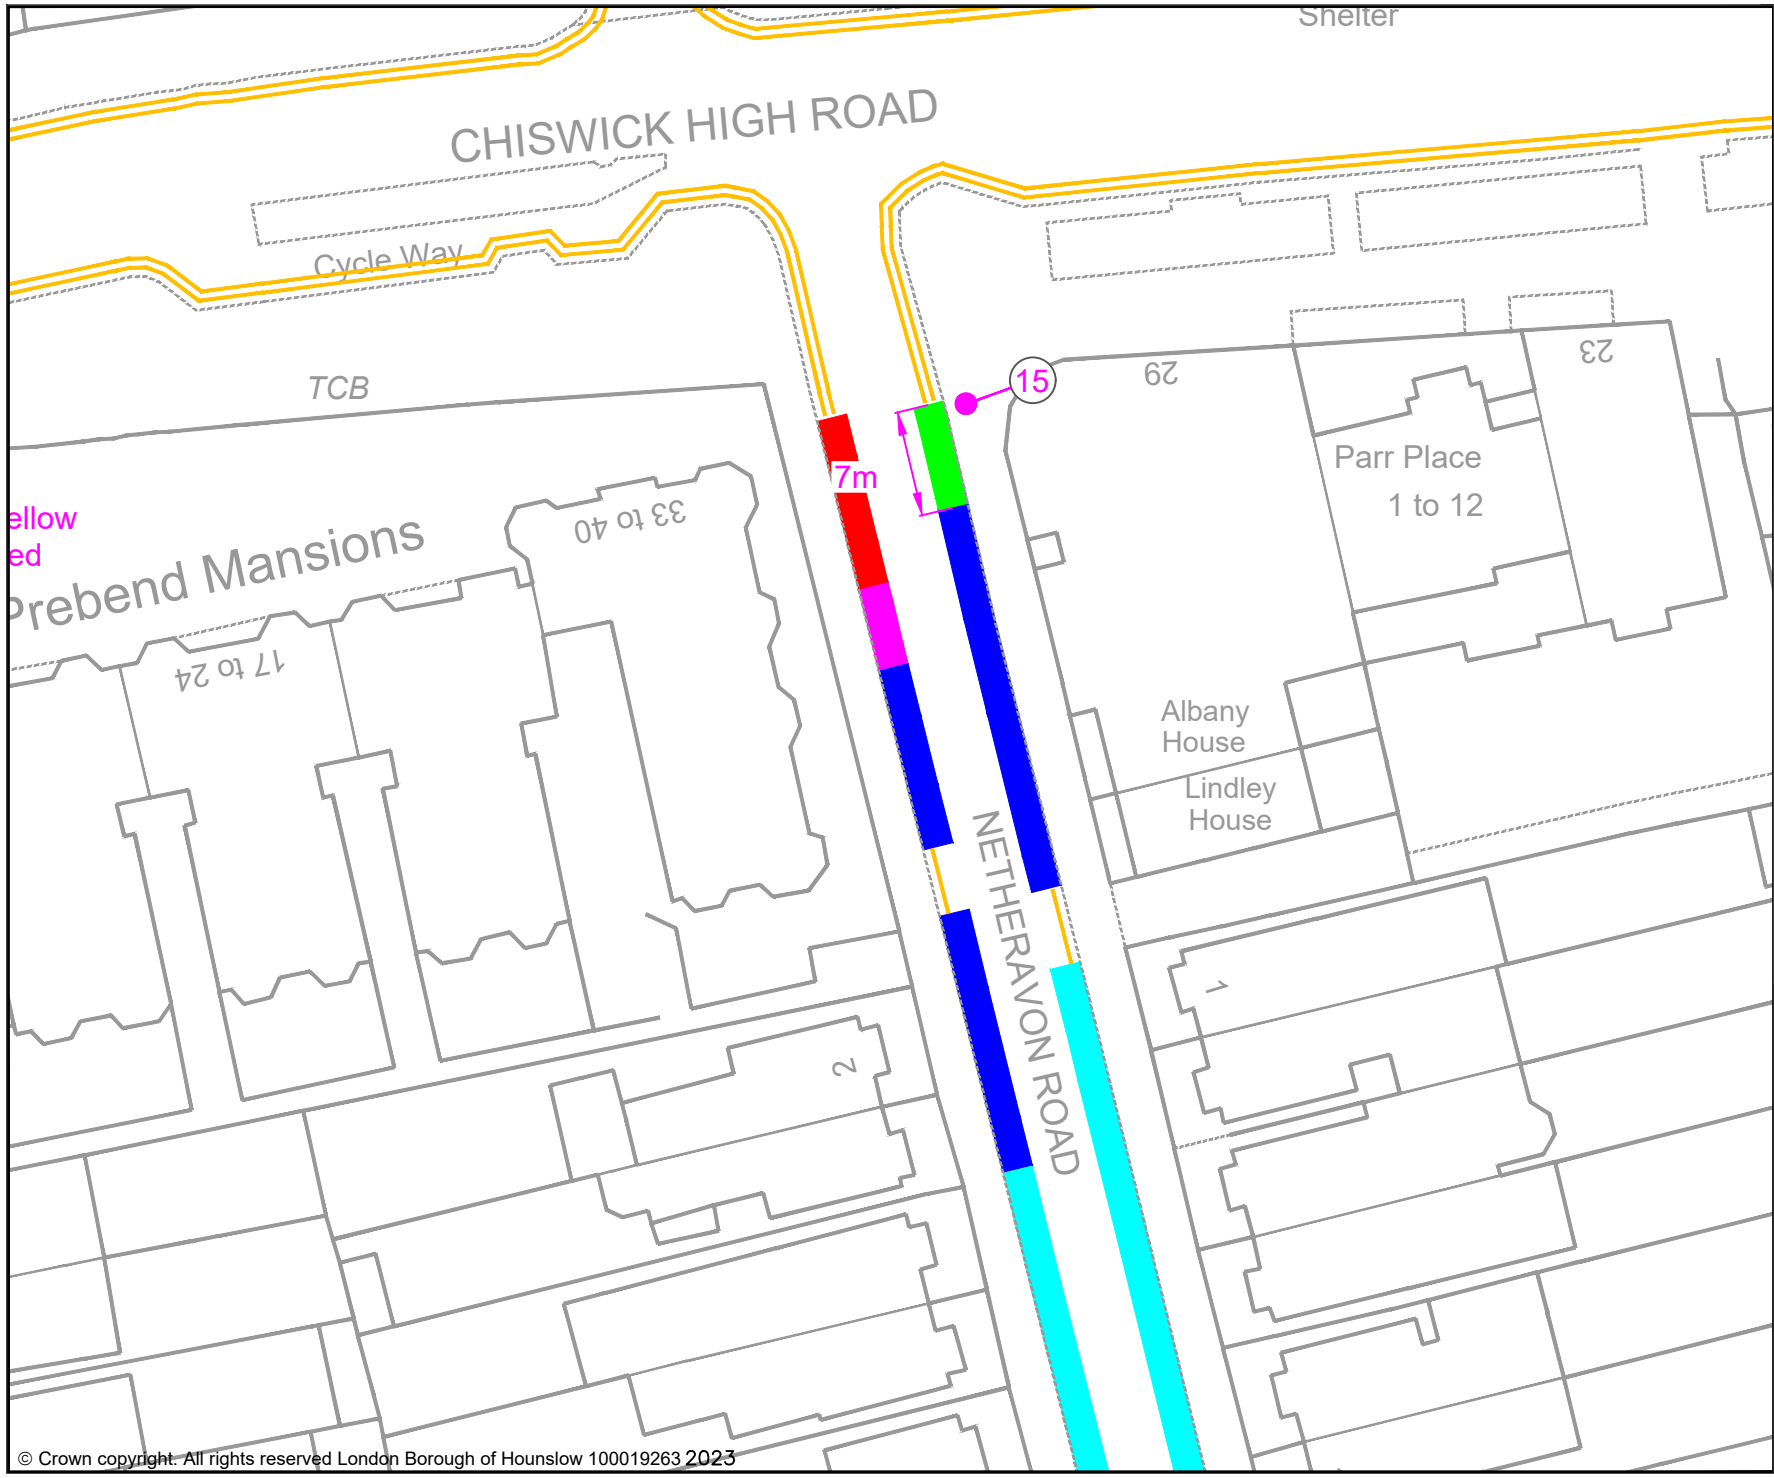 Shelter
CHISWICK HIGH ROAD
Cycle Way
TCB
15
29
23
7m
Parr Place
1 to 12
ellow
ed
Prebend Mansions
33 to 40
17 to 24
Albany
House
Lindley
House
NETHERAVON ROAD
1
2
© Crown copyright. All rights reserved London Borough of Hounslow 100019263 2023